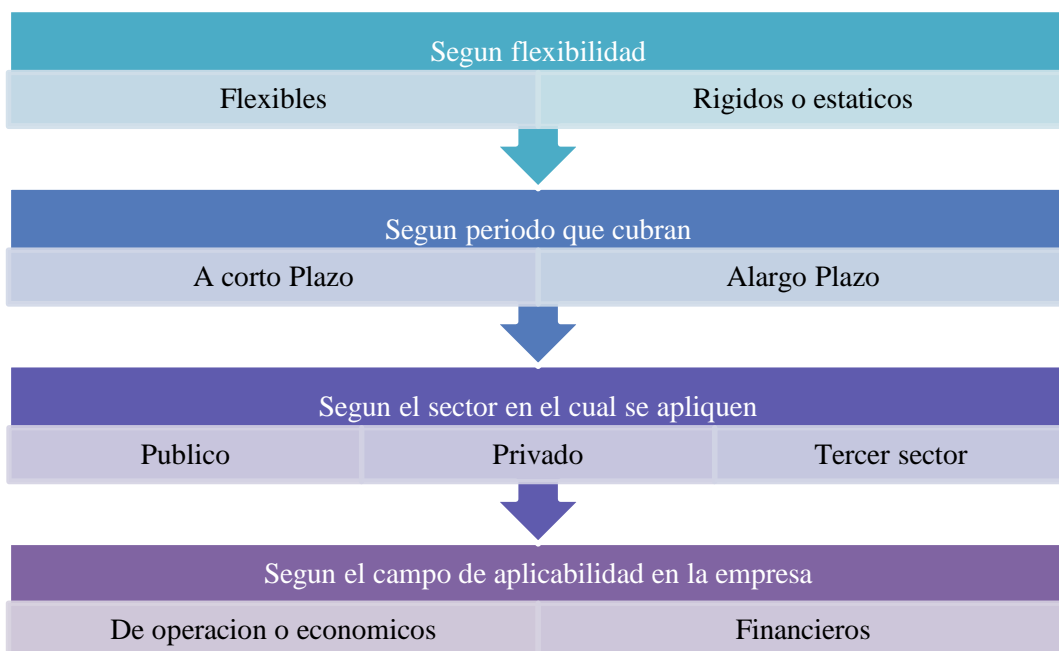 Segun flexibilidad
Flexibles
Rigidos o estaticos
Segun periodo que cubran
A corto Plazo
Alargo Plazo
Segun el sector en el cual se apliquen
Publico
Privado
Tercer sector
Segun el campo de aplicabilidad en la empresa
De operacion o economicos
Financieros